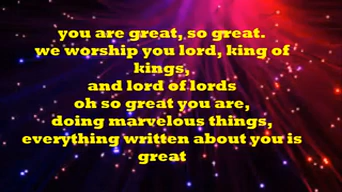 you are great, so great.
we worship you lord, king of
kings,
and lord of lords
oh so great you are,
doing marvelous things,
everything written about you is
great